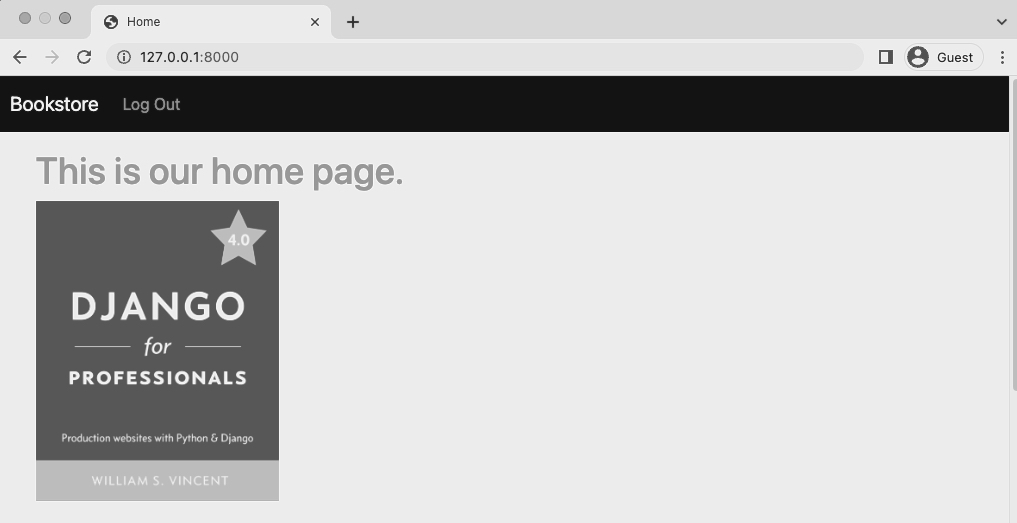 Home
127.0.0.1:8000
Guest
Bookstore Log Out
This is our home page.
4.0
DJANGO
for
PROFESSIONALS
Production websites with Python & Django
WILLIAM S. VINCENT